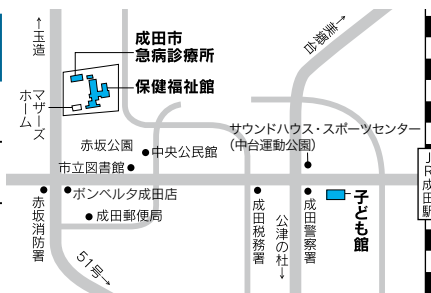 ↑玉造
成田市
急病診療所
保健福祉館
マザーズ
ホーム
↑美郷台
赤坂公園
中央公民館
市立図書館
サウンドハウス・スポーツセンター
(中台運動公園)
JR成田駅
赤坂消防署
ボンベルタ成田店
成田郵便局
51号→
成田税務署
公津の杜→
成田警察署
子ども館